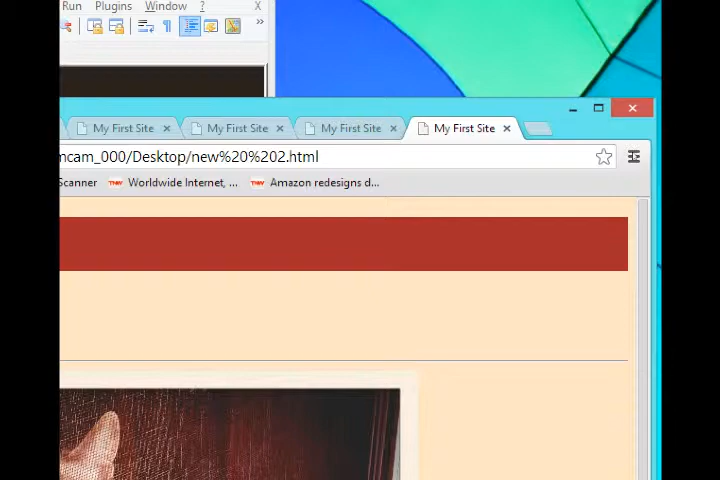 Run Plugins Window ? X
My First Site My First Site My First Site My First Site
ncam_000/Desktop/new%20%202.html
Scanner Worldwide Internet, ... Amazon redesigns d...